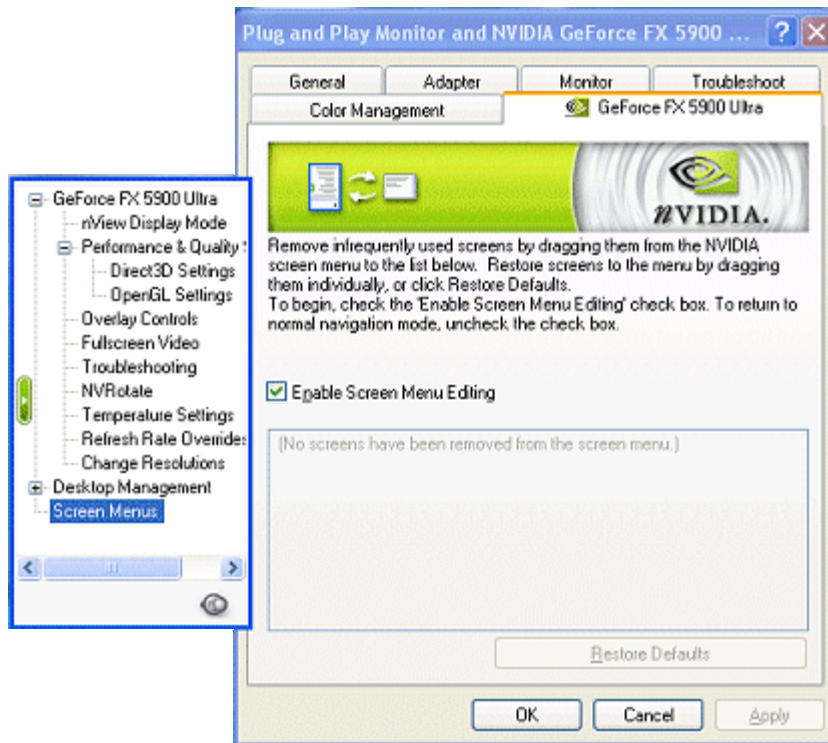 Plug and Play Monitor and NVIDIA GeForce FX 5900 ...
General Adapter Monitor Troubleshoot
Color Management GeForce FX 5900 Ultra
NVIDIA.
Remove infrequently used screens by dragging them from the NVIDIA
screen menu to the list below. Restore screens to the menu by dragging
them individually, or click Restore
Defaults.
To begin, check the 'Enable Screen Menu Editing' check box. To return to
normal navigation mode, uncheck the check box.
Enable Screen Menu Editing
(No screens have been removed from the screen menu.)
Restore Defaults
OK Cancel Apply
GeForce FX 5900 Ultra
nView Display Mode
Performance & Quality S
Direct3D Settings
OpenGL Settings
Overlay Controls
Fullscreen Video
Troubleshooting
NVRotate
Temperature Settings
Refresh Rate Overrides
Change Resolutions
Desktop Management
Screen Menus